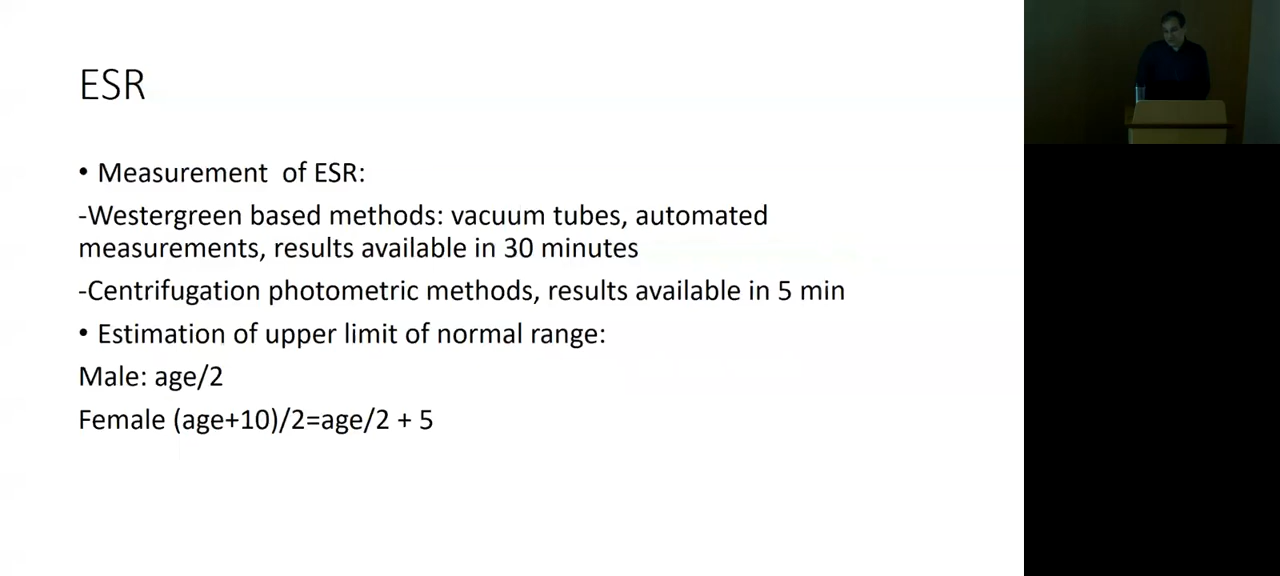 ESR
• Measurement of ESR:
-Westergreen based methods: vacuum tubes, automated
measurements, results available in 30 minutes
-Centrifugation photometric methods, results available in 5 min
• Estimation of upper limit of normal range:
Male: age/2
Female (age+10)/2=age/2 + 5